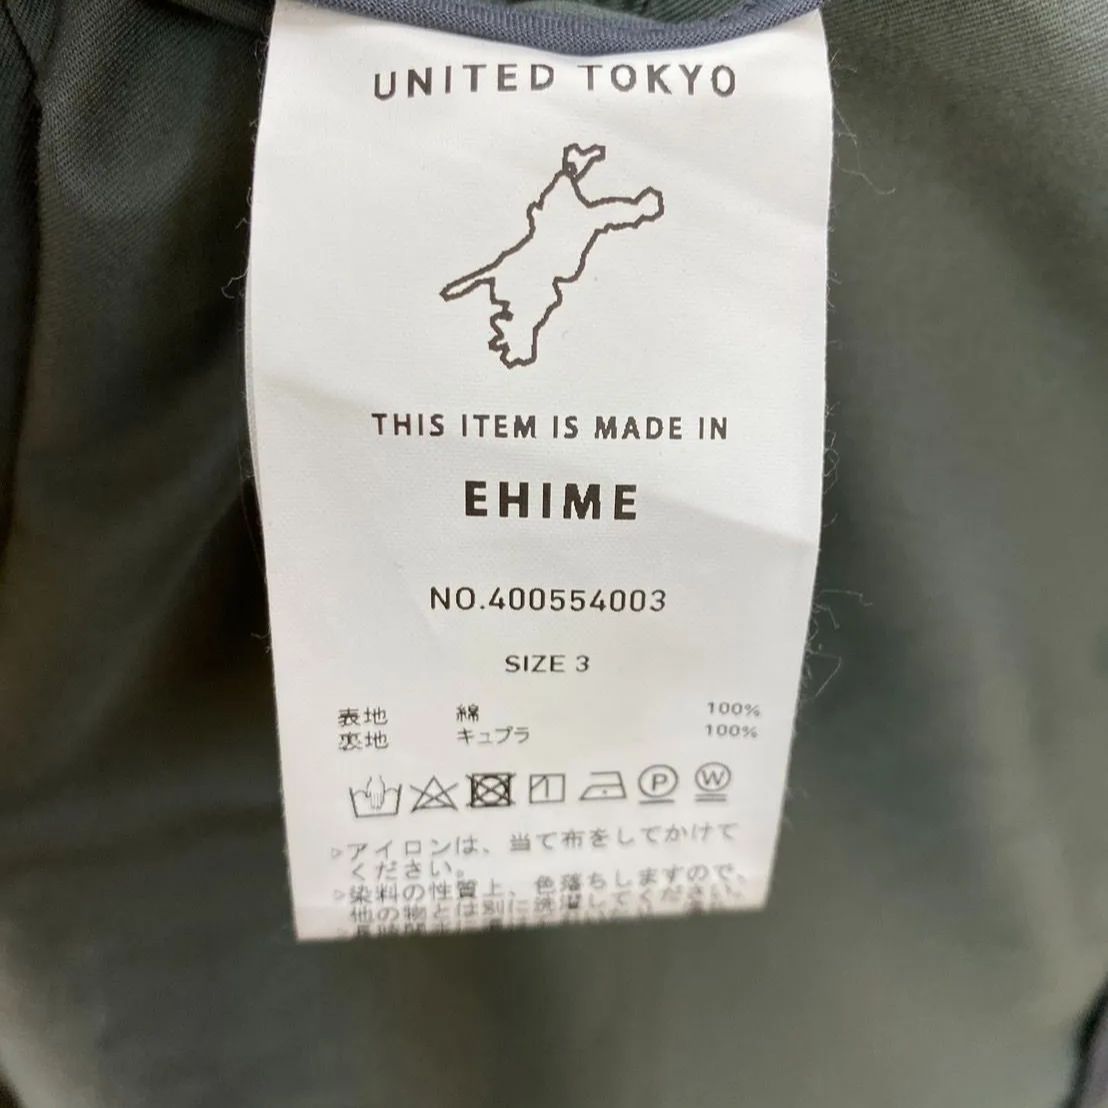 UNITED TOKYO
THIS ITEM IS MADE IN
EHIME
NO.400554003
SIZE 3
表地 綿 100%
裏地 キュプラ 100%
P W
▷アイロンは、当て布をしてかけて
ください。
▷染料の性質上、色落ちしますので、
他の物とは別に洗濯してください。